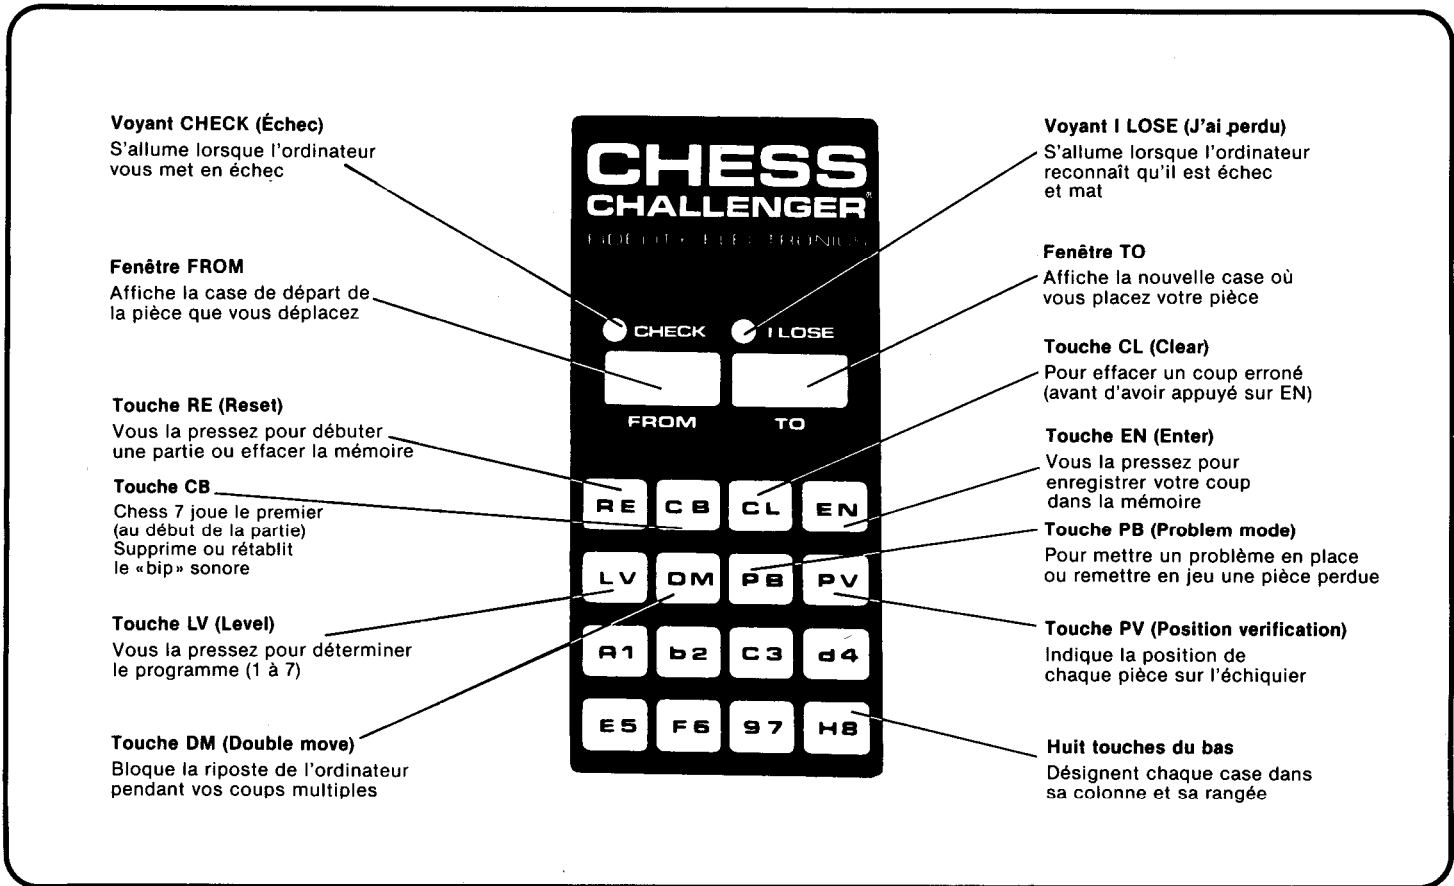 Voyant CHECK (Échec)
S'allume lorsque l'ordinateur
vous met en échec
Fenêtre FROM
Affiche la case de départ de
la pièce que vous déplacez
Touche RE (Reset)
Vous la pressez pour débuter
une partie ou effacer la mémoire
Touche CB
Chess 7 joue le premier
(au début de la partie)
Supprime ou rétablit
le «bip» sonore
Touche LV (Level)
Vous la pressez pour déterminer
le programme (1 à 7)
Touche DM (Double move)
Bloque la riposte de l'ordinateur
pendant vos coups multiples
CHESS
CHALLENGER®
FIDELITY ELECTRONICS
CHECK I LOSE
FROM TO
RE CB CL EN
LV DM PB PV
A1 b2 C3 d4
E5 F6 97 H8
Voyant I LOSE (J'ai perdu)
S'allume lorsque l'ordinateur
reconnaît qu'il est échec
et mat
Fenêtre TO
Affiche la nouvelle case où
vous placez votre pièce
Touche CL (Clear)
Pour effacer un coup erroné
(avant d'avoir appuyé sur EN)
Touche EN (Enter)
Vous la pressez pour
enregistrer votre coup
dans la mémoire
Touche PB (Problem mode)
Pour mettre un problème en place
ou remettre en jeu une pièce perdue
Touche PV (Position verification)
Indique la position de
chaque pièce sur l'échiquier
Huit touches du bas
Désignent chaque case dans
sa colonne et sa rangée